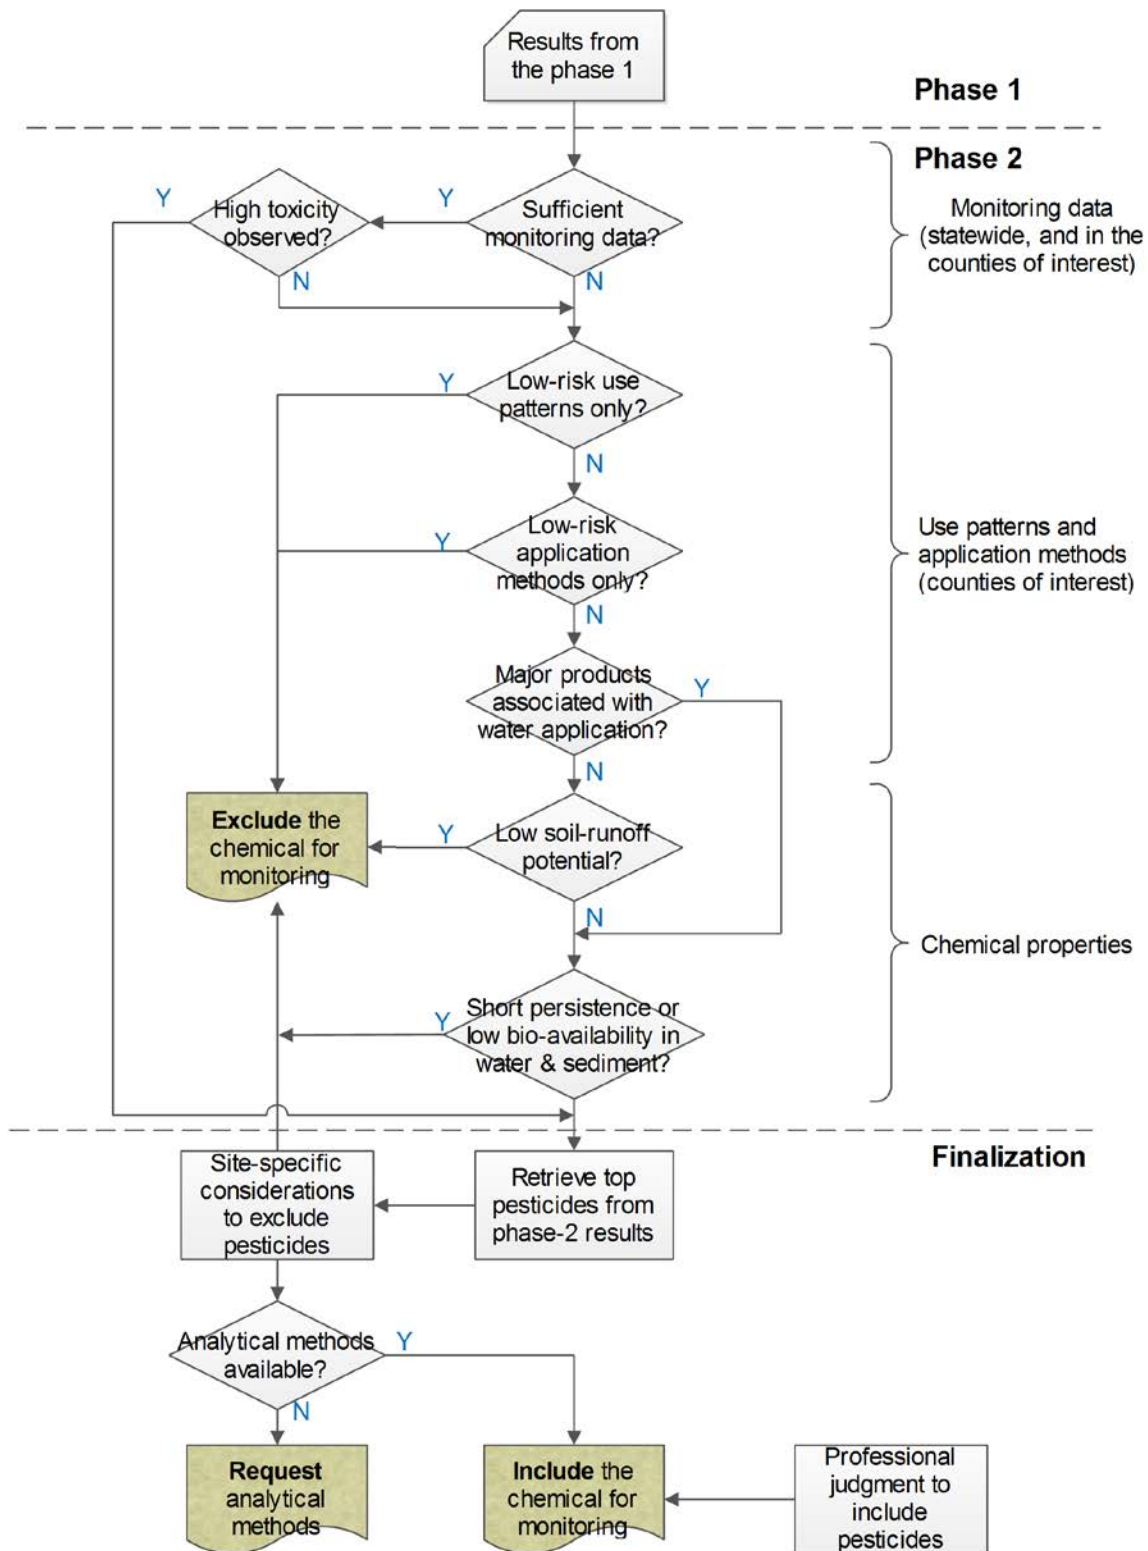 Results from
the phase 1
Phase 1
Phase 2
Y
High toxicity
observed?
N
Y
Sufficient
monitoring data?
N
Monitoring data
(statewide, and in the
counties of interest)
Y
Low-risk use
patterns only?
N
Y
Low-risk
application
methods only?
N
Use patterns and
application methods
(counties of interest)
Major products
associated with
water application?
Y
N
Exclude the
chemical for
monitoring
Y
Low soil-runoff
potential?
N
Chemical properties
Y
Short persistence or
low bio-availability in
water & sediment?
Finalization
Site-specific
considerations
to exclude
pesticides
Retrieve top
pesticides from
phase-2 results
Analytical methods
available?
Y
N
Request
analytical
methods
Include the
chemical for
monitoring
Professional
judgment to
include
pesticides